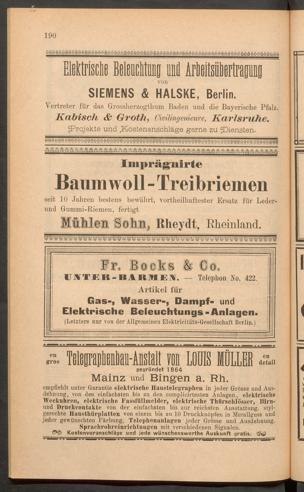 190
Elektrische Beleuchtung und Arbeitsübertragung
von
SIEMENS & HALSKE, Berlin.
Vertreter für das Grossherzogthum Baden und die Bayerische Pfalz.
Kabisch & Groth, Civilingenieure, Karlsruhe.
Projekte und Kostenanschläge gerne zu Diensten.
Imprägnirte
Baumwoll-Treibriemen
seit 10 Jahren bestens bewährt, vortheilhaftester Ersatz für Leder-
und Gummi-Riemen, fertigt
Mühlen Sohn, Rheydt, Rheinland.
Fr. Bocks & Co.
UNTER-BARMEN. — Telephon No. 422.
Artikel für
Gas-, Wasser-, Dampf- und
Elektrische Beleuchtungs-Anlagen.
(Letztere nur von der Allgemeinen Elektricitäts-Gesellschaft Berlin.)
en gros Telegraphenbau-Anstalt von LOUIS MÜLLER en detail
gegründet 1864
Mainz und Bingen a. Rh.
empfiehlt unter Garantie elektrische Haustelegraphen in jeder Grösse und Aus-
dehnung, von den einfachsten bis zu den complicirtesten Anlagen, elektrische
Weckuhren, elektrische Fassfüllmelder, elektrische Thürschlösser, Birn-
und Druckcontakte von der einfachsten bis zur reichsten Ausstattung, styl-
gerechte Hausthürplatten von einem bis zu 10 Druckknöpfen in Metallguss und
jeder gewünschten Färbung, Telephonanlagen jeder Grösse und Ausdehnung.
Sprachrohreinrichtungen mit verschiedenen Signalen.
Kostenvoranschläge und jede wünschenswerthe Auskunft gratis.